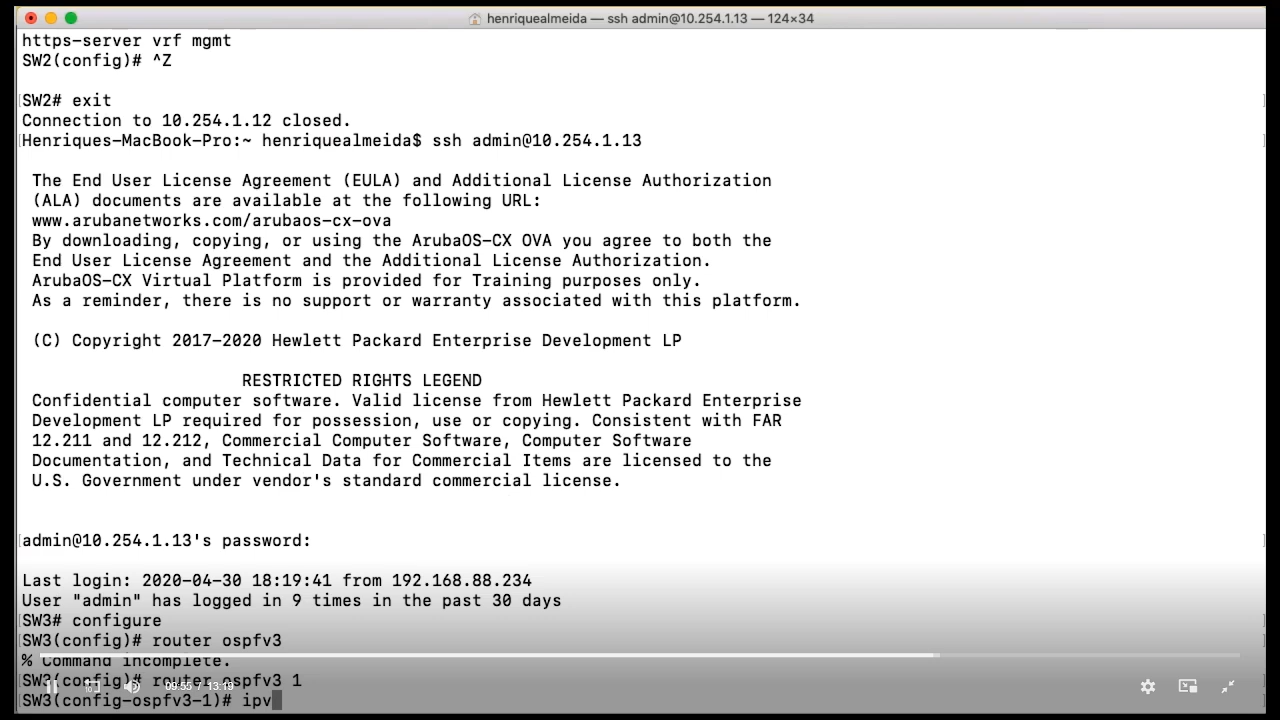 henriquealmeida — ssh admin@10.254.1.13 — 124×34
https-server vrf mgmt
SW2(config)# ^Z
SW2# exit
Connection to 10.254.1.12 closed.
Henriques-MacBook-Pro:~ henriquealmeida$ ssh admin@10.254.1.13
The End User License Agreement (EULA) and Additional License Authorization
(ALA) documents are available at the following URL:
www.arubanetworks.com/arubaos-cx-ova
By downloading, copying, or using the ArubaOS-CX OVA you agree to both the
End User License Agreement and the Additional License Authorization.
ArubaOS-CX Virtual Platform is provided for Training purposes only.
As a reminder, there is no support or warranty associated with this platform.
(C) Copyright 2017-2020 Hewlett Packard Enterprise Development LP
RESTRICTED RIGHTS LEGEND
Confidential computer software. Valid license from Hewlett Packard Enterprise
Development LP required for possession, use or copying. Consistent with FAR
12.211 and 12.212, Commercial Computer Software, Computer Software
Documentation, and Technical Data for Commercial Items are licensed to the
U.S. Government under vendor's standard commercial license.
admin@10.254.1.13's password:
Last login: 2020-04-30 18:19:41 from 192.168.88.234
User "admin" has logged in 9 times in the past 30 days
SW3# configure
SW3(config)# router ospfv3
% Command incomplete.
SW3(config)# router ospfv3 1
09:55 / 13:19
SW3(config-ospfv3-1)# ipv